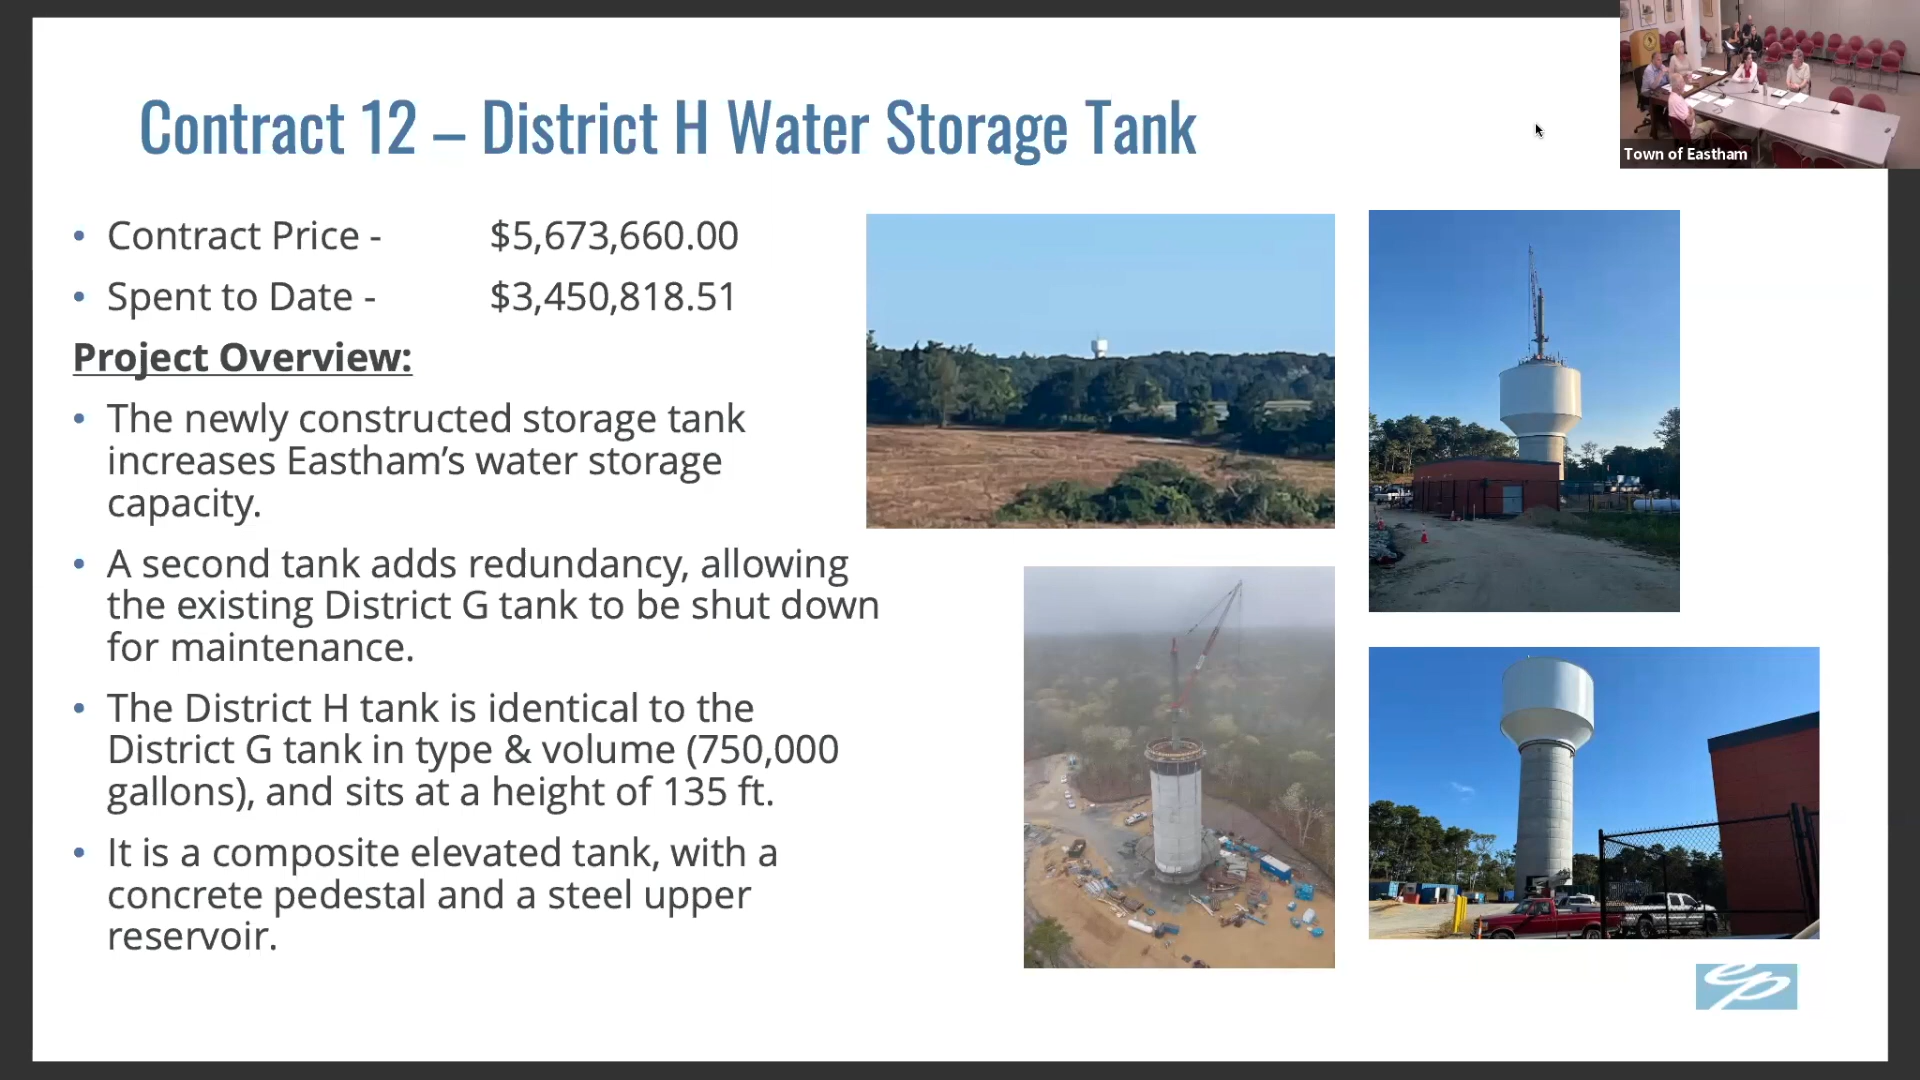 Contract 12 – District H Water Storage Tank
Town of Eastham
• Contract Price - $5,673,660.00
• Spent to Date - $3,450,818.51
Project Overview:
• The newly constructed storage tank
increases Eastham’s water storage
capacity.
• A second tank adds redundancy, allowing
the existing District G tank to be shut down
for maintenance.
• The District H tank is identical to the
District G tank in type & volume (750,000
gallons), and sits at a height of 135 ft.
• It is a composite elevated tank, with a
concrete pedestal and a steel upper
reservoir.
ep